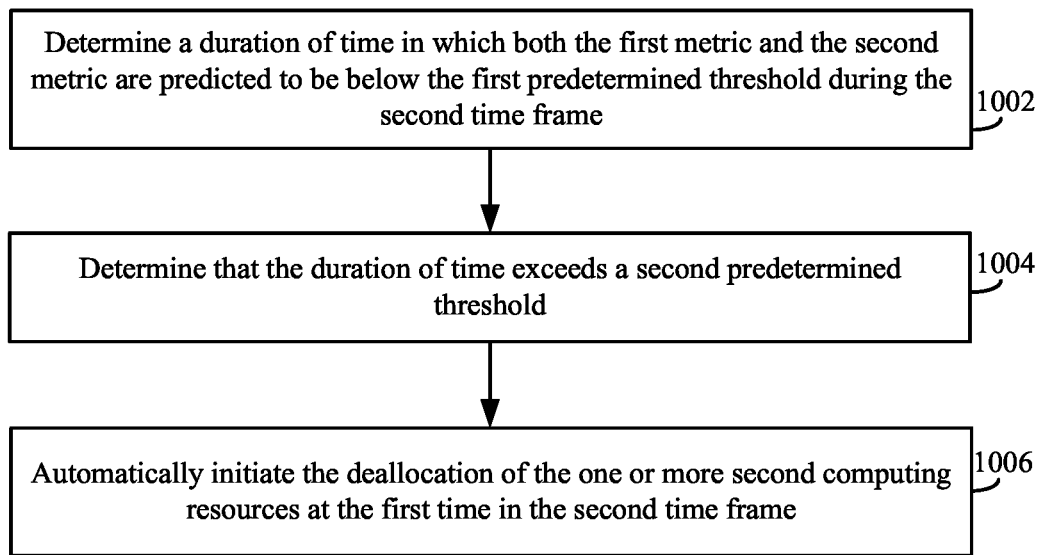 Determine a duration of time in which both the first metric and the second
metric are predicted to be below the first predetermined threshold during the
second time frame
1002
Determine that the duration of time exceeds a second predetermined
threshold
1004
Automatically initiate the deallocation of the one or more second computing
resources at the first time in the second time frame
1006